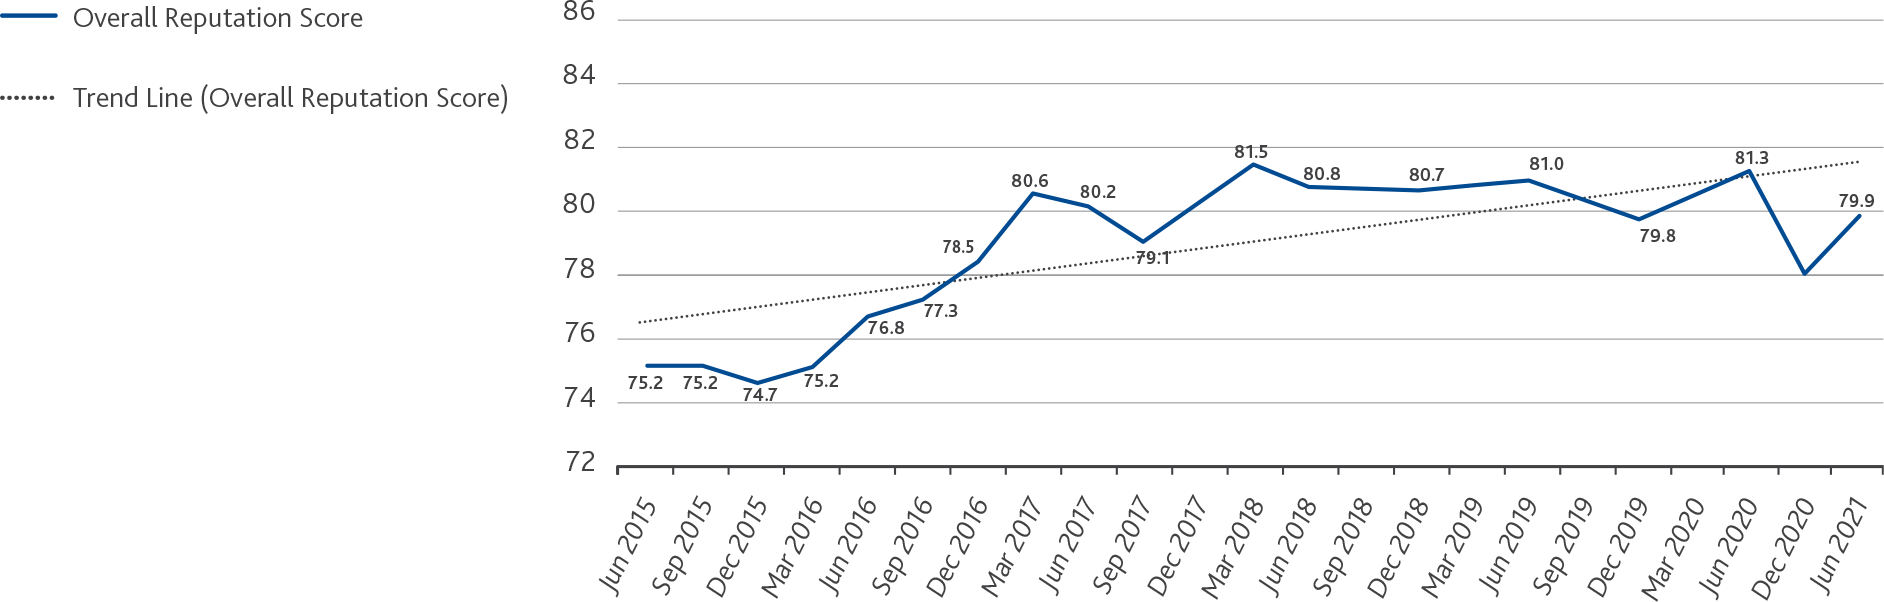 Overall Reputation Score
Trend Line (Overall Reputation Score)
86
84
82
80
78
76
74
72
75.2
75.2
74.7
75.2
76.8
77.3
78.5
80.6
80.2
79.1
81.5
80.8
80.7
81.0
79.8
81.3
79.9
Jun 2015
Sep 2015
Dec 2015
Mar 2016
Jun 2016
Sep 2016
Dec 2016
Mar 2017
Jun 2017
Sep 2017
Dec 2017
Mar 2018
Jun 2018
Sep 2018
Dec 2018
Mar 2019
Jun 2019
Sep 2019
Dec 2019
Mar 2020
Jun 2020
Dec 2020
Jun 2021